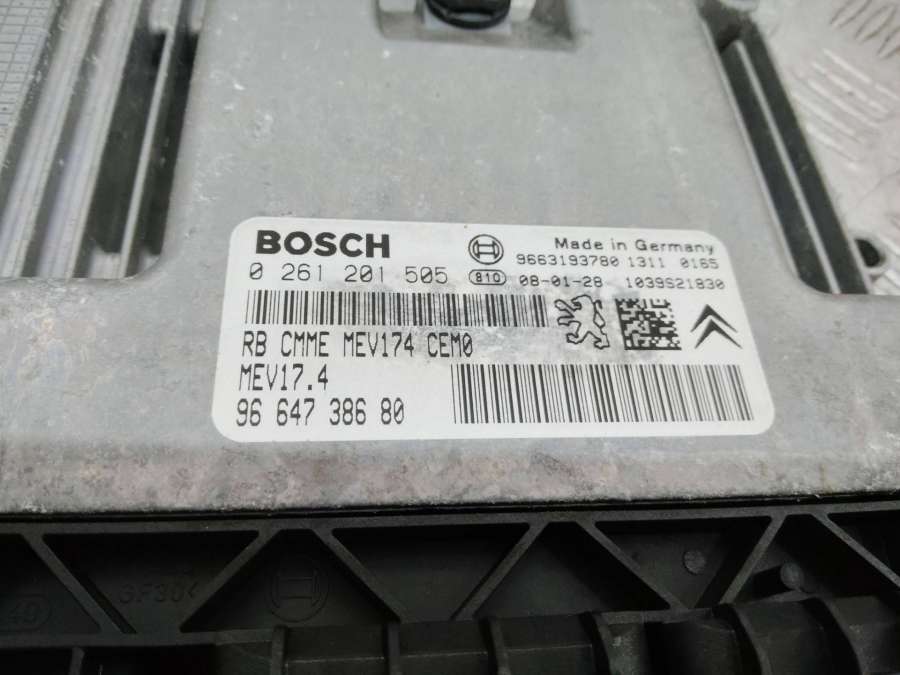 BOSCH
Made in Germany
9663193780 1311 0165
0 261 201 505 810 08-01-28 1039S21830
RB CMME MEV174 CEM0
MEV17.4
96 647 386 80
GF30<